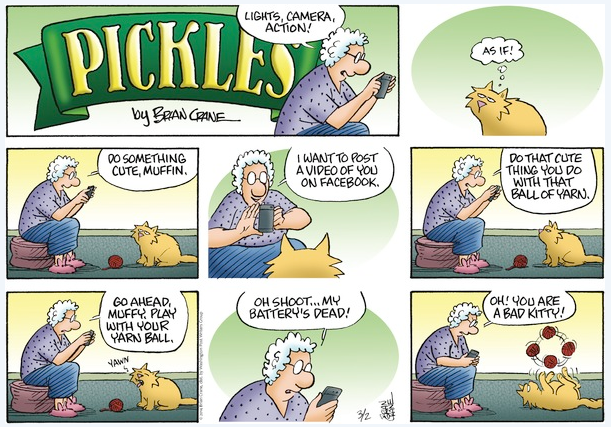 LIGHTS, CAMERA,
ACTION!
PICKLES
by BRIAN CRANE
AS IF!
DO SOMETHING
CUTE, MUFFIN.
I WANT TO POST
A VIDEO OF YOU
ON FACEBOOK.
DO THAT CUTE
THING YOU DO
WITH THAT
BALL OF YARN.
GO AHEAD,
MUFFY. PLAY
WITH YOUR
YARN BALL.
YAWN
OH SHOOT... MY
BATTERY'S DEAD!
3/2
OH! YOU ARE
A BAD KITTY!